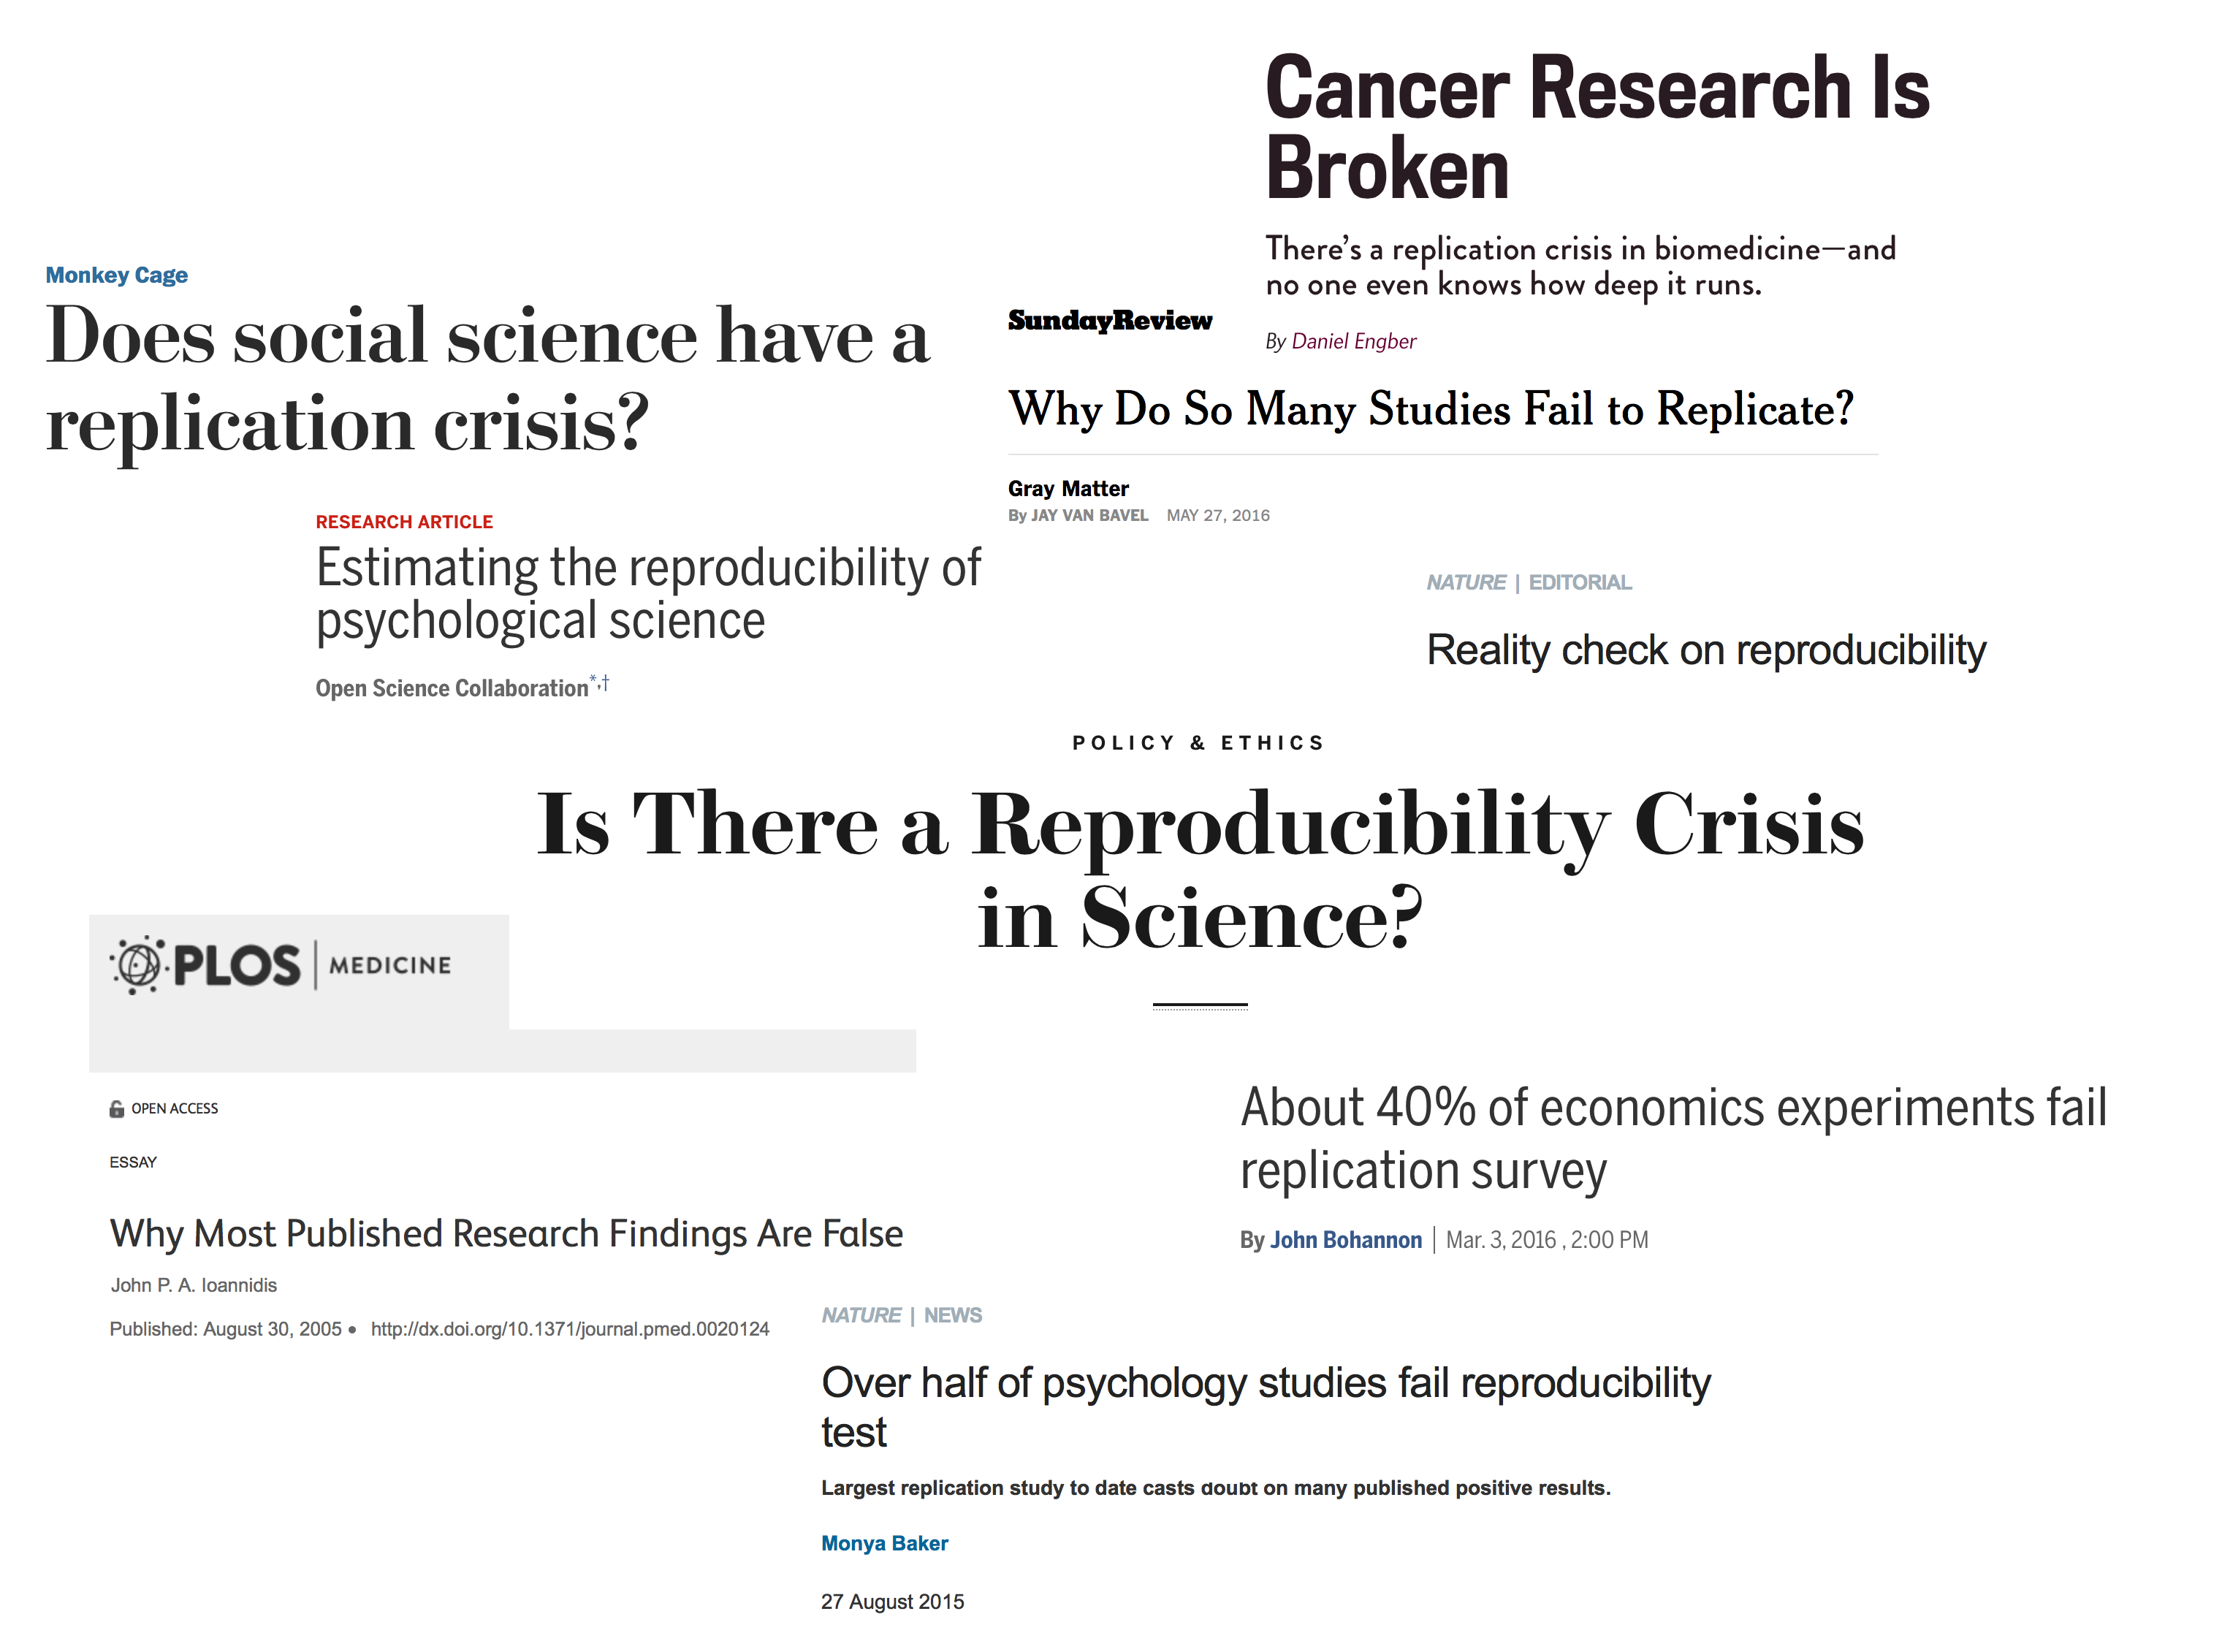 Cancer Research Is
Broken
There's a replication crisis in biomedicine—and
no one even knows how deep it runs.
By Daniel Engber
Monkey Cage
Does social science have a
replication crisis?
SundayReview
Why Do So Many Studies Fail to Replicate?
Gray Matter
By JAY VAN BAVEL MAY 27, 2016
RESEARCH ARTICLE
Estimating the reproducibility of
psychological science
Open Science Collaboration*,†
NATURE | EDITORIAL
Reality check on reproducibility
POLICY & ETHICS
Is There a Reproducibility Crisis
in Science?
PLOS | MEDICINE
OPEN ACCESS
ESSAY
Why Most Published Research Findings Are False
John P. A. Ioannidis
Published: August 30, 2005 • http://dx.doi.org/10.1371/journal.pmed.0020124
About 40% of economics experiments fail
replication survey
By John Bohannon | Mar. 3, 2016 , 2:00 PM
NATURE | NEWS
Over half of psychology studies fail reproducibility
test
Largest replication study to date casts doubt on many published positive results.
Monya Baker
27 August 2015